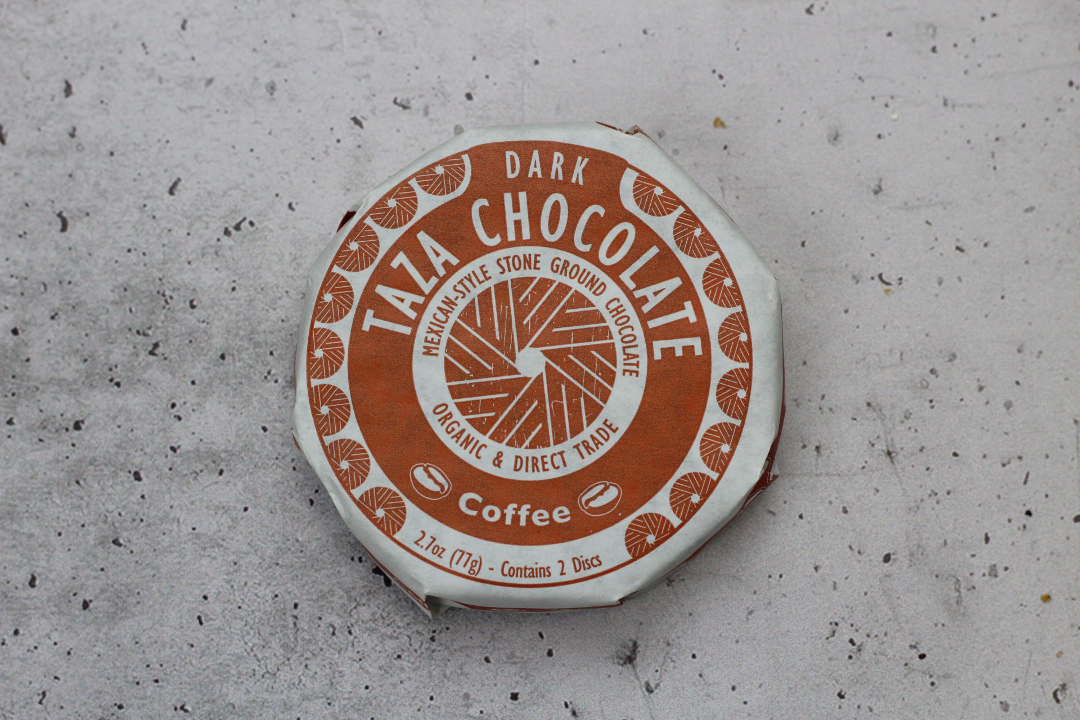 DARK
TAZA CHOCOLATE
MEXICAN-STYLE STONE GROUND CHOCOLATE
ORGANIC & DIRECT TRADE
Coffee
2.7oz (77g) - Contains 2 Discs